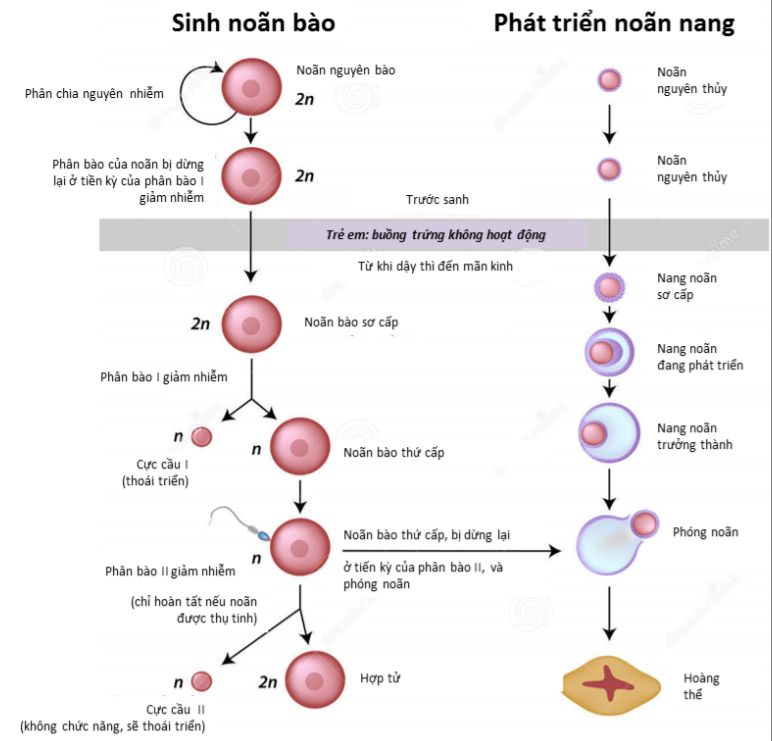 Sinh noãn bào
Phát triển noãn nang
Noãn nguyên bào
2n
Phân chia nguyên nhiễm
Noãn
nguyên thủy
Phân bào của noãn bị dừng
lại ở tiền kỳ của phân bào I
giảm nhiễm
2n
Noãn
nguyên thủy
Trước sanh
Trẻ em: buồng trứng không hoạt động
Từ khi dậy thì đến mãn kinh
Nang noãn
sơ cấp
2n
Noãn bào sơ cấp
Nang noãn
đang phát triển
Phân bào I giảm nhiễm
n
Cực cầu I
(thoái triển)
n
Noãn bào thứ cấp
Nang noãn
trưởng thành
Noãn bào thứ cấp, bị dừng lại
ở tiến kỳ của phân bào II, và
phóng noãn
Phóng noãn
n
Phân bào II giảm nhiễm
(chỉ hoàn tất nếu noãn
được thụ tinh)
n
Cực cầu II
(không chức năng, sẽ thoái triển)
2n
Hợp tử
Hoàng
thể